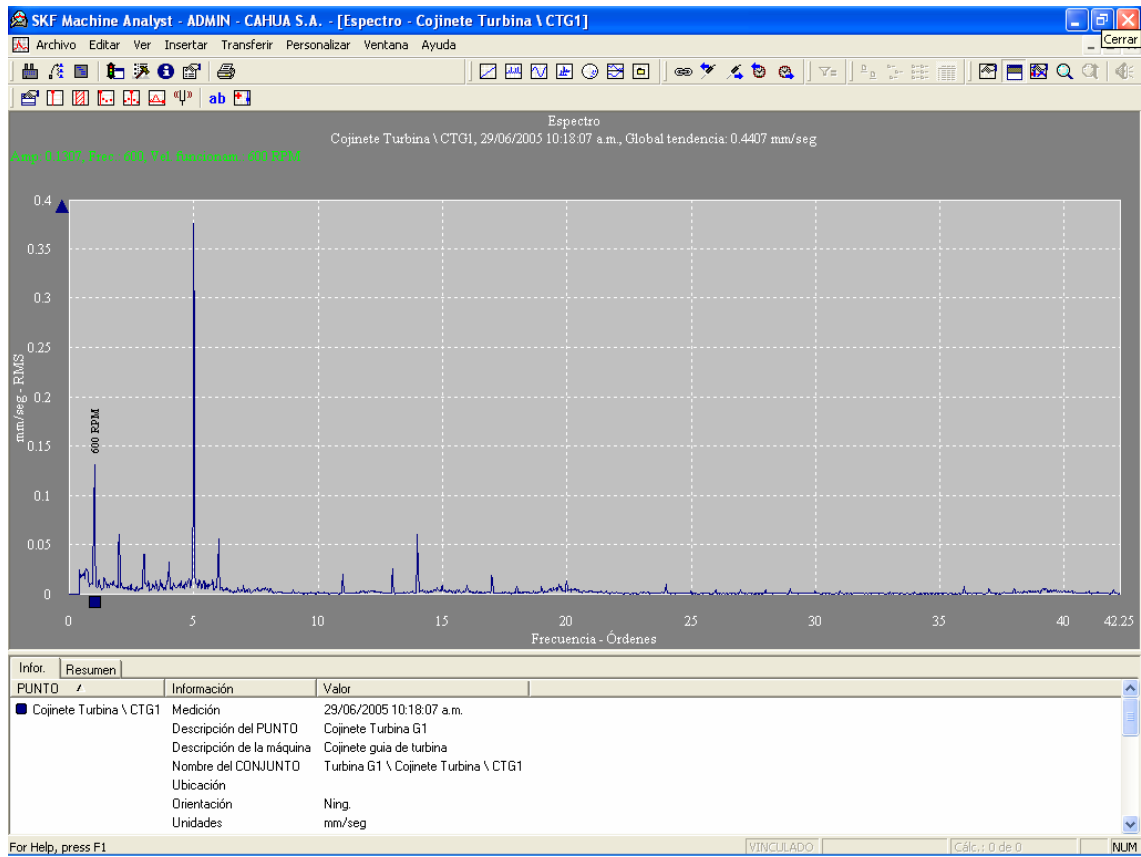 SKF Machine Analyst - ADMIN - CAHUA S.A. - [Espectro - Cojinete Turbina \ CTG1]
Cerrar
Archivo Editar Ver Insertar Transferir Personalizar Ventana Ayuda
ab
Espectro
Cojinete Turbina \ CTG1, 29/06/2005 10:18:07 a.m., Global tendencia: 0.4407 mm/seg
Amp: 0.1307, Frec.: 600, Vel. funcionam.: 600 RPM
0.4
0.35
0.3
0.25
0.2
0.15
0.1
0.05
0
mm/seg - RMS
600 RPM
0 5 10 15 20 25 30 35 40 42.25
Frecuencia - Órdenes
Infor. Resumen
PUNTO Información Valor
Cojinete Turbina \ CTG1 Medición 29/06/2005 10:18:07 a.m.
Descripción del PUNTO Cojinete Turbina G1
Descripción de la máquina Cojinete guia de turbina
Nombre del CONJUNTO Turbina G1 \ Cojinete Turbina \ CTG1
Ubicación
Orientación Ning.
Unidades mm/seg
For Help, press F1 VINCULADO Cálc.: 0 de 0 NUM